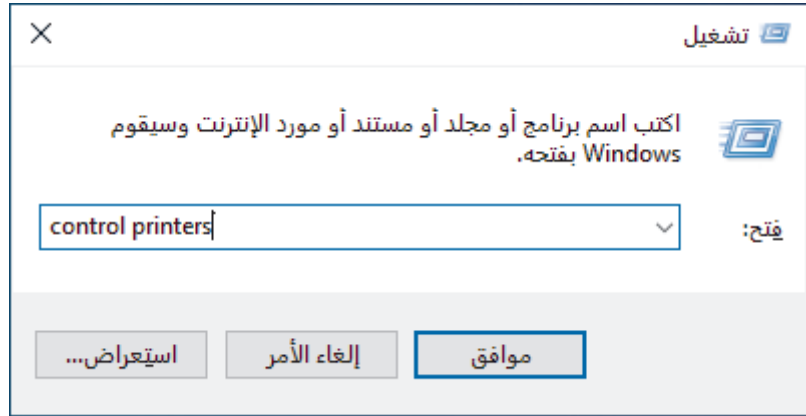 تشغيل
اكتب اسم برنامج أو مجلد أو مستند أو مورد الإنترنت وسيقوم
Windows بفتحه.
فتح:
control printers
موافق
إلغاء الأمر
استعراض...